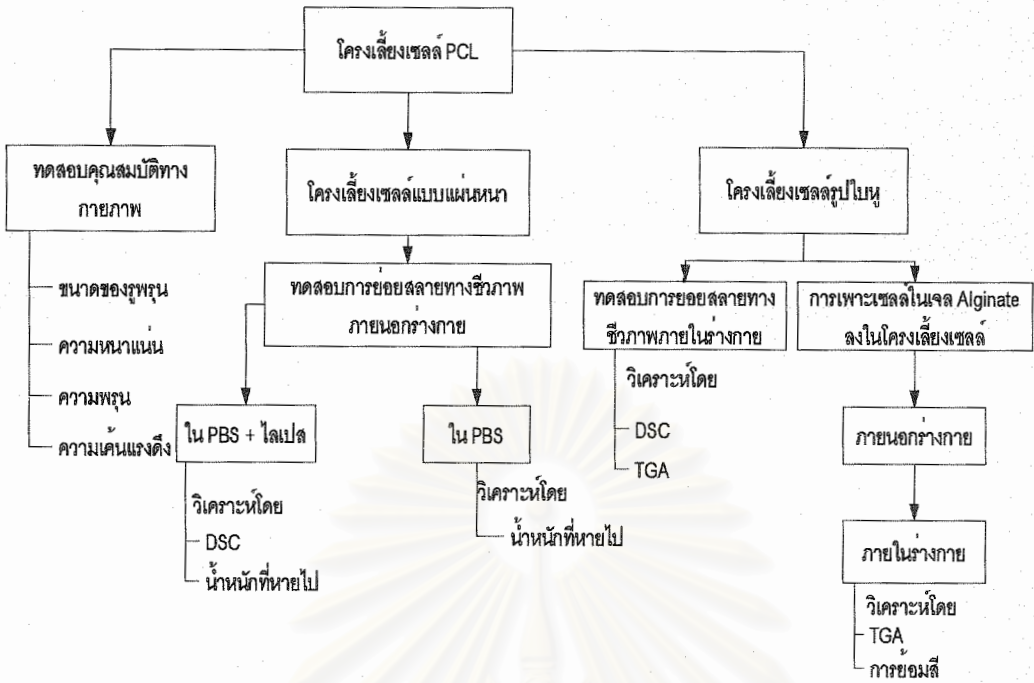 โครงเลี้ยงเซลล์ PCL
ทดสอบคุณสมบัติทาง
กายภาพ
ขนาดของรูพรุน
ความหนาแน่น
ความพรุน
ความเค้นแรงดึง
โครงเลี้ยงเซลล์แบบแผ่นหนา
ทดสอบการย่อยสลายทางชีวภาพ
ภายนอกร่างกาย
ใน PBS + ไลเปส
วิเคราะห์โดย
DSC
น้ำหนักที่หายไป
ใน PBS
วิเคราะห์โดย
น้ำหนักที่หายไป
โครงเลี้ยงเซลล์รูปใบหู
ทดสอบการยอยสลายทาง
ชีวภาพภายในร่างกาย
วิเคราะห์โดย
DSC
TGA
การเพาะเซลล์ในเจล Alginate
ลงในโครงเลี้ยงเซลล์
ภายนอกร่างกาย
ภายในร่างกาย
วิเคราะห์โดย
TGA
การย้อมสี